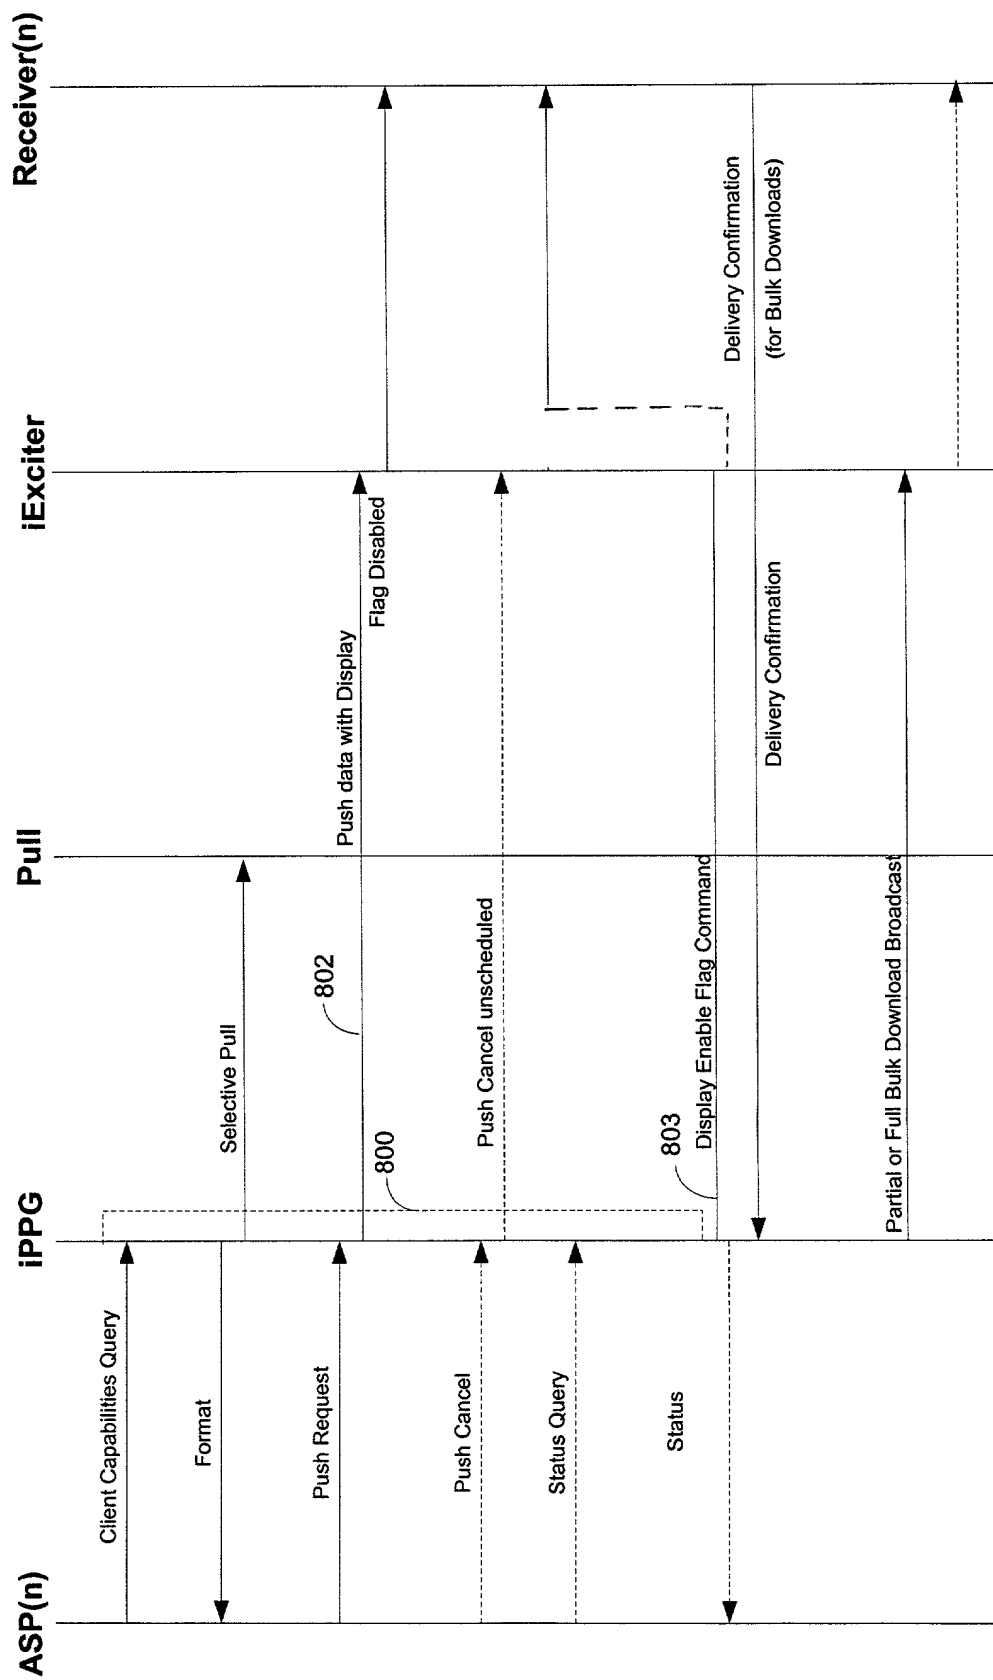 ASP(n)
iPPG
Pull
iExciter
Receiver(n)
Client Capabilities Query
Format
Selective Pull
Push Request
Push data with Display
Flag Disabled
802
800
Push Cancel
Push Cancel unscheduled
Status Query
Status
803
Display Enable Flag Command
Delivery Confirmation
(for Bulk Downloads)
Delivery Confirmation
Partial or Full Bulk Download Broadcast